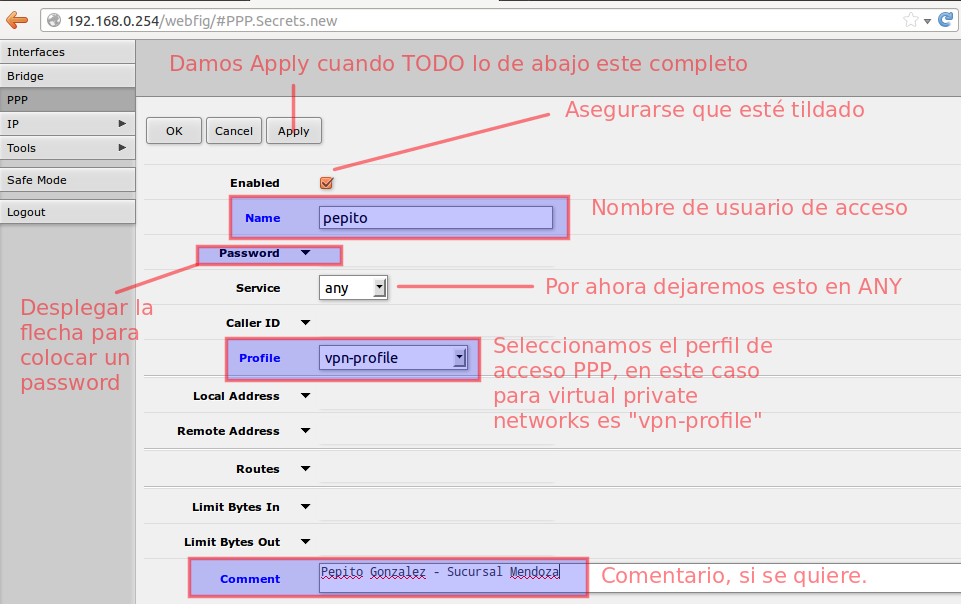 192.168.0.254/webfig/#PPP.Secrets.new
Interfaces
Bridge
PPP
IP
Tools
Safe Mode
Logout
Damos Apply cuando TODO lo de abajo este completo
OK Cancel Apply
Asegurarse que esté tildado
Enabled
Name pepito
Nombre de usuario de acceso
Password
Desplegar la
flecha para
colocar un
password
Service any
Por ahora dejaremos esto en ANY
Caller ID
Profile vpn-profile
Seleccionamos el perfil de
acceso PPP, en este caso
para virtual private
networks es "vpn-profile"
Local Address
Remote Address
Routes
Limit Bytes In
Limit Bytes Out
Comment Pepito Gonzalez - Sucursal Mendoza
Comentario, si se quiere.